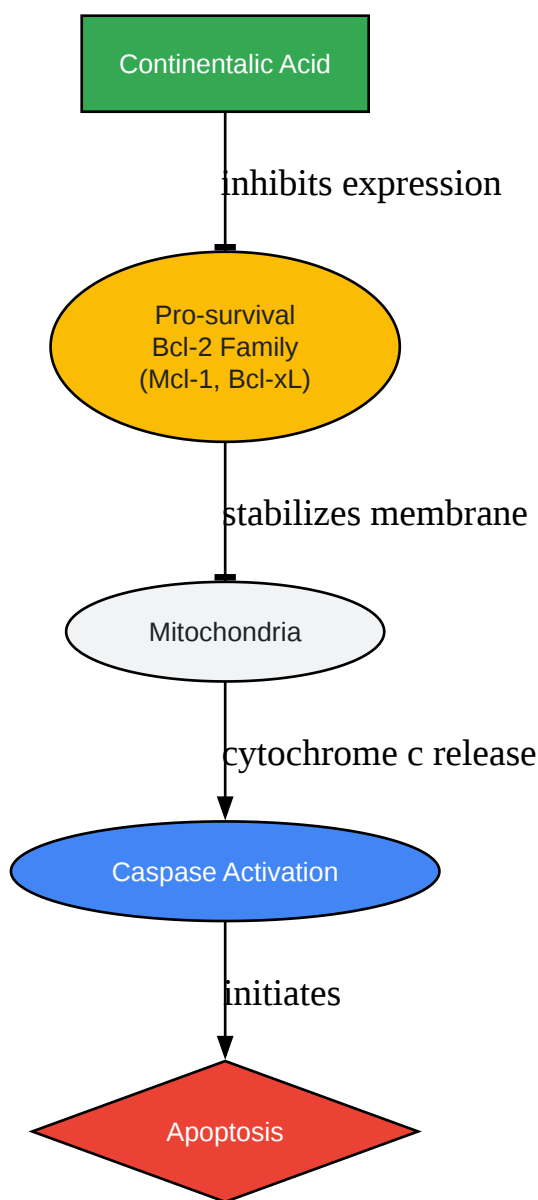 Continentalic Acid
inhibits expression
Pro-survival
Bcl-2 Family
(Mcl-1, Bcl-xL)
stabilizes membrane
Mitochondria
cytochrome c release
Caspase Activation
initiates
Apoptosis